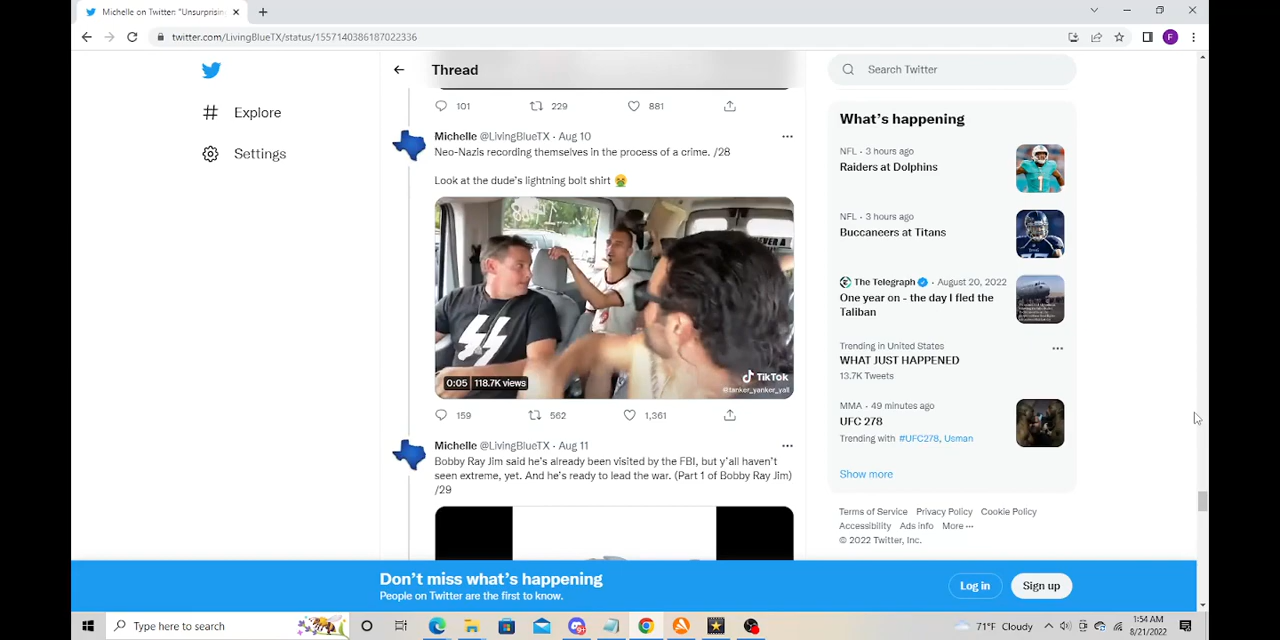 Michelle on Twitter: "Unsurprising
twitter.com/LivingBlueTX/status/1557140386187022336
F
Explore
Settings
Thread
101 229 881
Michelle @LivingBlueTX · Aug 10
Neo-Nazis recording themselves in the process of a crime. /28
Look at the dude's lightning bolt shirt
0:05 118.7K views
TikTok
@tanker_yanker_yall
159 562 1,361
Michelle @LivingBlueTX · Aug 11
Bobby Ray Jim said he's already been visited by the FBI, but y'all haven't
seen extreme, yet. And he's ready to lead the war. (Part 1 of Bobby Ray Jim)
/29
Search Twitter
What's happening
NFL · 3 hours ago
Raiders at Dolphins
NFL · 3 hours ago
Buccaneers at Titans
The Telegraph · August 20, 2022
One year on - the day I fled the
Taliban
Trending in United States
WHAT JUST HAPPENED
13.7K Tweets
MMA · 49 minutes ago
UFC 278
Trending with #UFC278, Usman
Show more
Terms of Service Privacy Policy Cookie Policy
Accessibility Ads info More ···
© 2022 Twitter, Inc.
Don't miss what's happening
People on Twitter are the first to know.
Log in
Sign up
Type here to search
71°F Cloudy
1:54 AM
8/21/2022